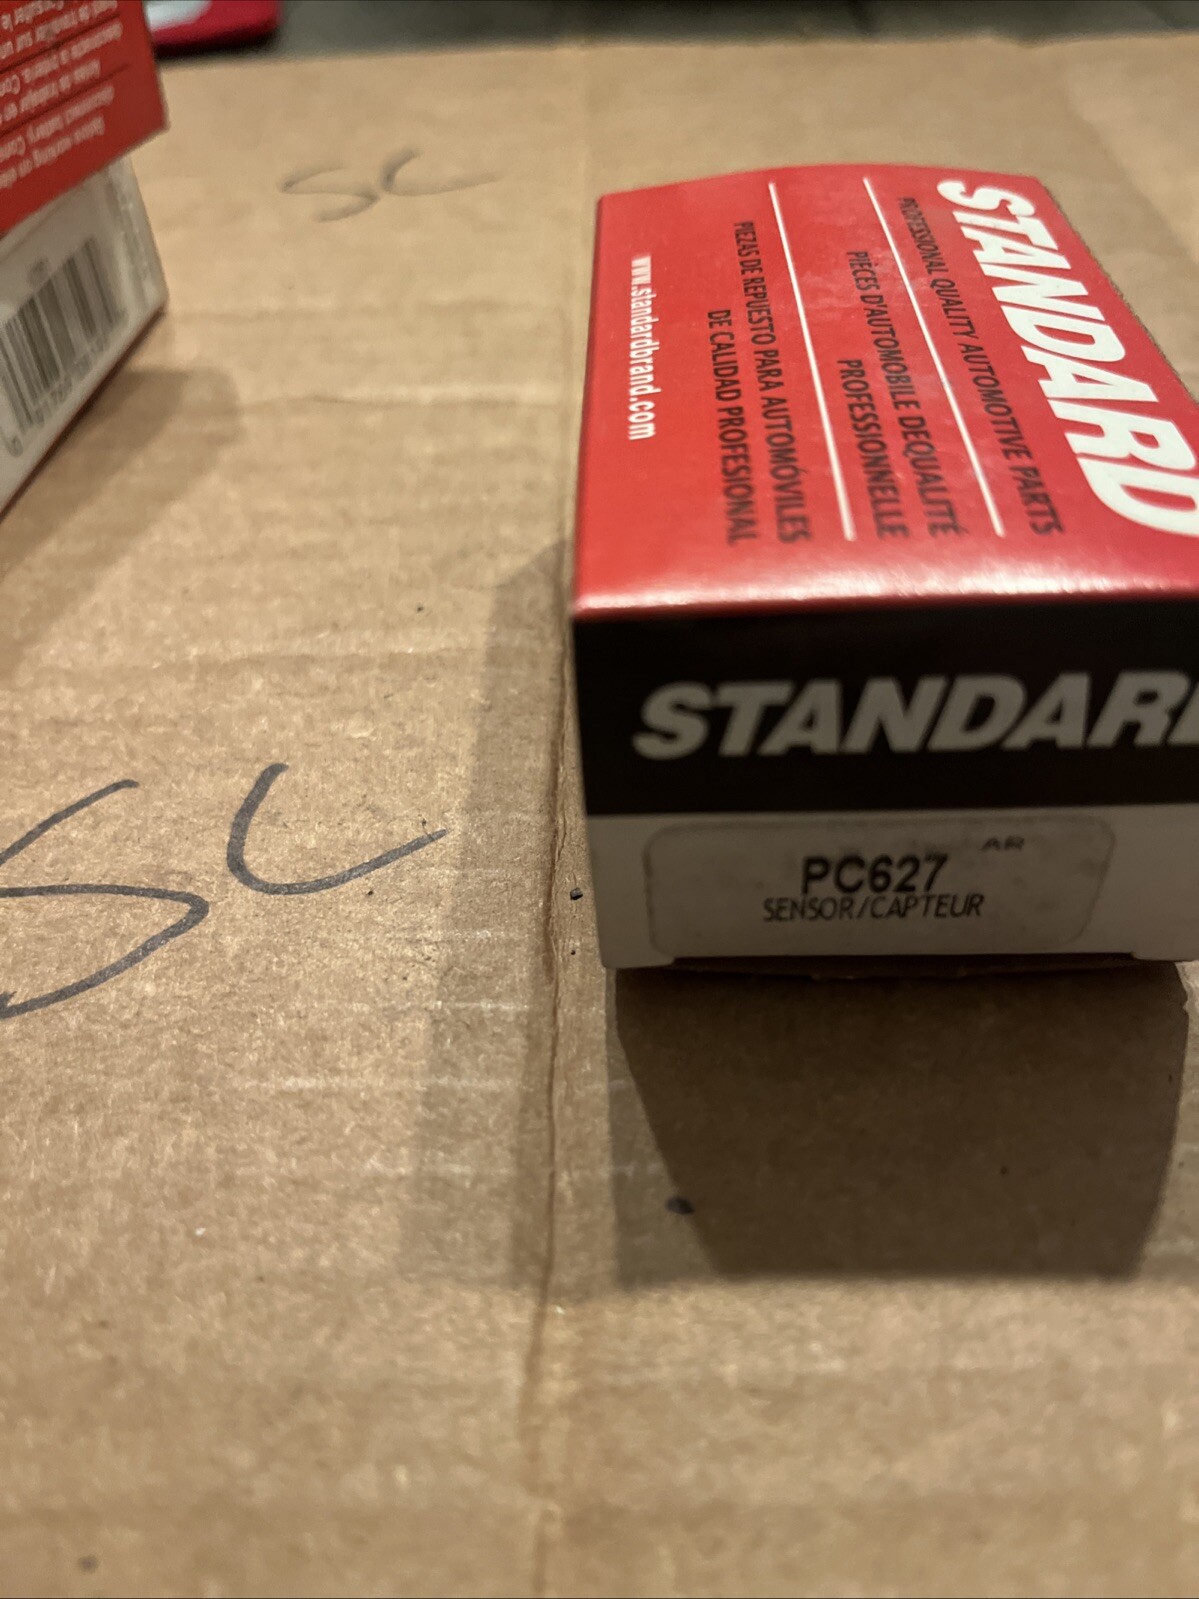 SC
STANDARD
PROFESSIONAL QUALITY AUTOMOTIVE PARTS
PIÈCES D'AUTOMOBILE DEQUALITÉ
PROFESSIONNELLE
PIEZAS DE REPUESTO PARA AUTOMÓVILES
DE CALIDAD PROFESIONAL
www.standardbrand.com
STANDAR
AR
PC627
SENSOR/CAPTEUR
SC